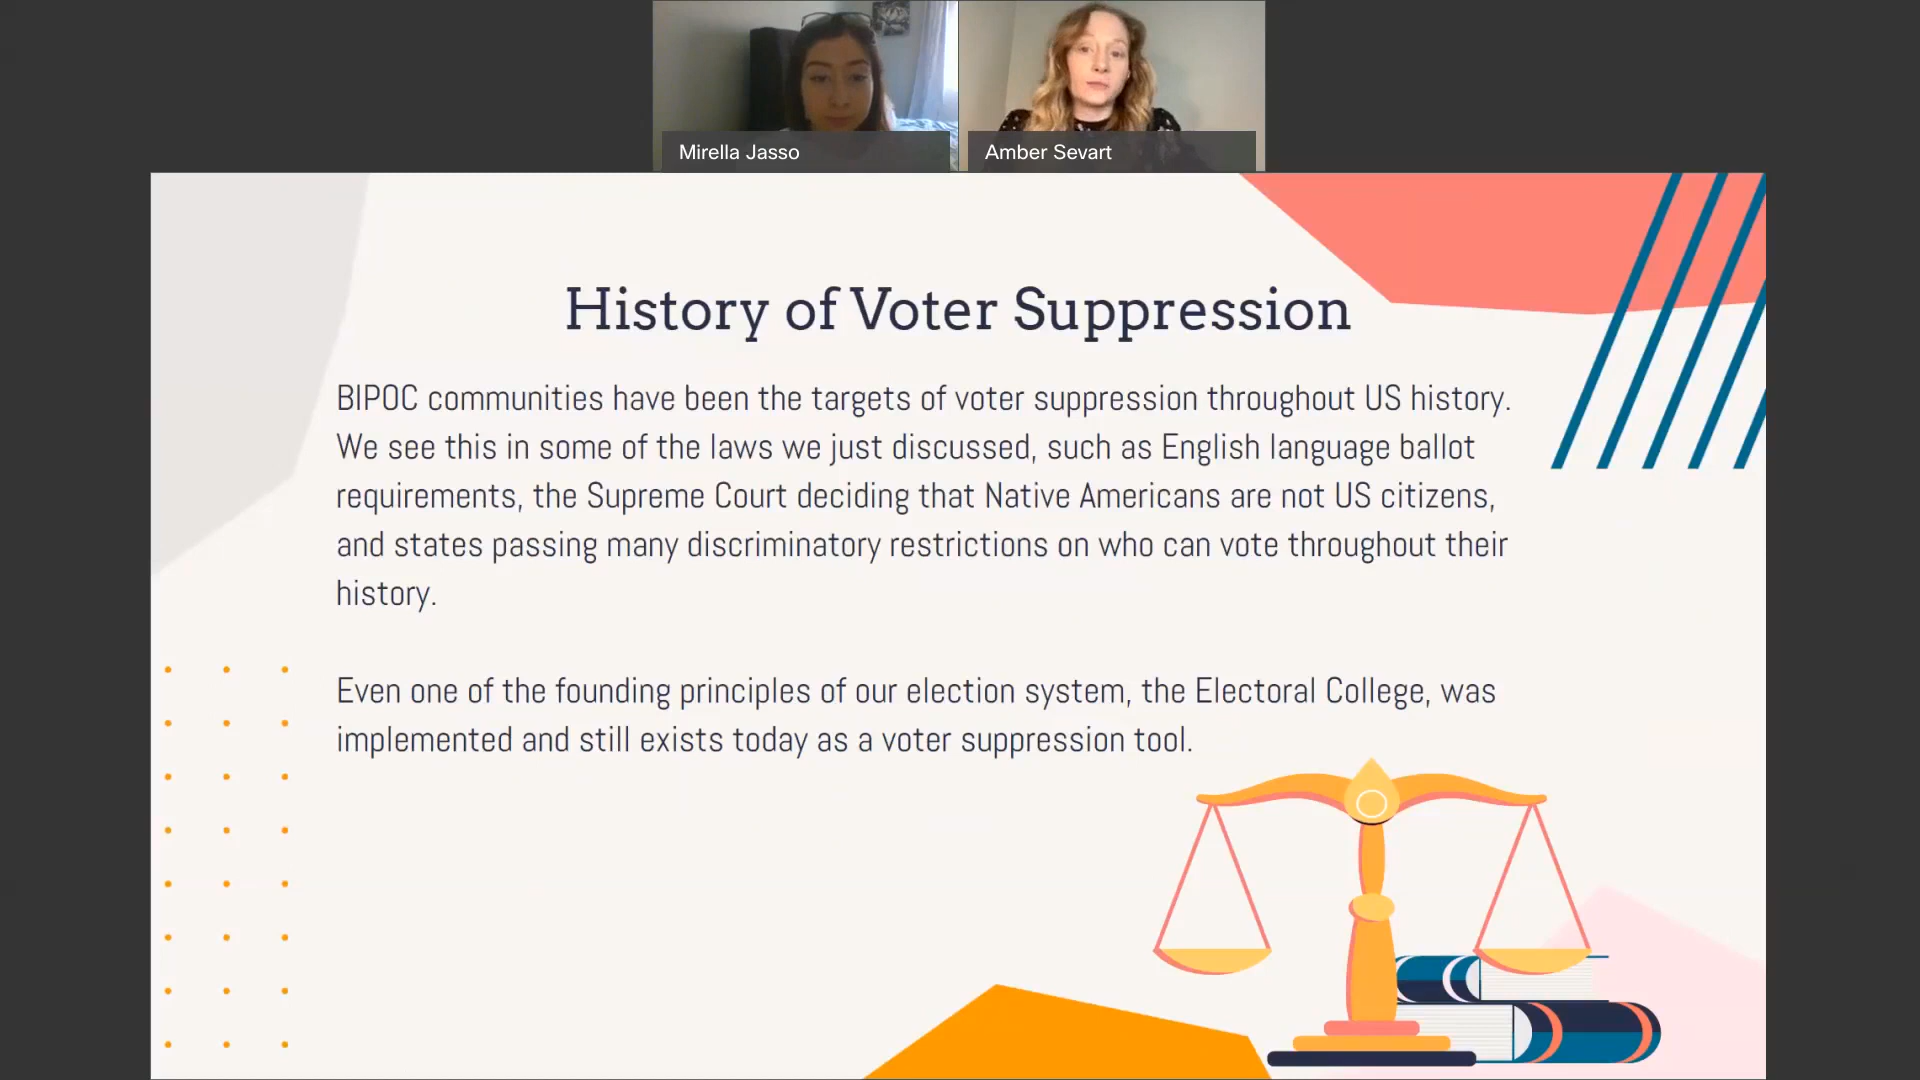 Mirella Jasso
Amber Sevart
History of Voter Suppression
BIPOC communities have been the targets of voter suppression throughout US history.
We see this in some of the laws we just discussed, such as English language ballot
requirements, the Supreme Court deciding that Native Americans are not US citizens,
and states passing many discriminatory restrictions on who can vote throughout their
history.
Even one of the founding principles of our election system, the Electoral College, was
implemented and still exists today as a voter suppression tool.